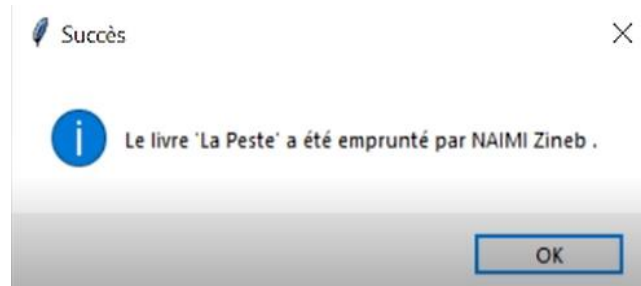 Succès
Le livre 'La Peste' a été emprunté par NAIMI Zineb .
OK